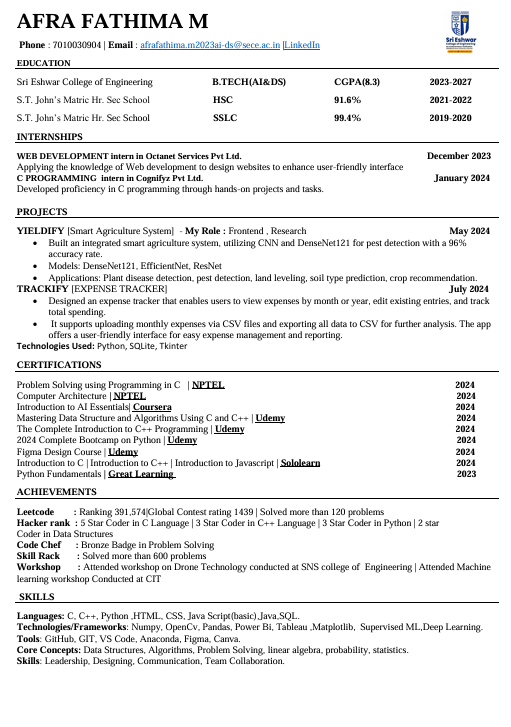 AFRA FATHIMA M
Sri Eshwar
College of Engineering
Phone : 7010030904 | Email : afrafathima.m2023ai-ds@sece.ac.in |LinkedIn
EDUCATION
Sri Eshwar College of Engineering B.TECH(AI&DS) CGPA(8.3) 2023-2027
S.T. John's Matric Hr. Sec School HSC 91.6% 2021-2022
S.T. John's Matric Hr. Sec School SSLC 99.4% 2019-2020
INTERNSHIPS
WEB DEVELOPMENT intern in Octanet Services Pvt Ltd. December 2023
Applying the knowledge of Web development to design websites to enhance user-friendly interface
C PROGRAMMING intern in Cognifyz Pvt Ltd. January 2024
Developed proficiency in C programming through hands-on projects and tasks.
PROJECTS
YIELDIFY [Smart Agriculture System] - My Role : Frontend , Research May 2024
• Built an integrated smart agriculture system, utilizing CNN and DenseNet121 for pest detection with a 96%
accuracy rate.
• Models: DenseNet121, EfficientNet, ResNet
• Applications: Plant disease detection, pest detection, land leveling, soil type prediction, crop recommendation.
TRACKIFY [EXPENSE TRACKER] July 2024
• Designed an expense tracker that enables users to view expenses by month or year, edit existing entries, and track
total spending.
• It supports uploading monthly expenses via CSV files and exporting all data to CSV for further analysis. The app
offers a user-friendly interface for easy expense management and reporting.
Technologies Used: Python, SQLite, Tkinter
CERTIFICATIONS
Problem Solving using Programming in C | NPTEL 2024
Computer Architecture | NPTEL 2024
Introduction to AI Essentials| Coursera 2024
Mastering Data Structure and Algorithms Using C and C++ | Udemy 2024
The Complete Introduction to C++ Programming | Udemy 2024
2024 Complete Bootcamp on Python | Udemy 2024
Figma Design Course | Udemy 2024
Introduction to C | Introduction to C++ | Introduction to Javascript | Sololearn 2024
Python Fundamentals | Great Learning 2023
ACHIEVEMENTS
Leetcode : Ranking 391,574|Global Contest rating 1439 | Solved more than 120 problems
Hacker rank : 5 Star Coder in C Language | 3 Star Coder in C++ Language | 3 Star Coder in Python | 2 star
Coder in Data Structures
Code Chef : Bronze Badge in Problem Solving
Skill Rack : Solved more than 600 problems
Workshop : Attended workshop on Drone Technology conducted at SNS college of Engineering | Attended Machine
learning workshop Conducted at CIT
SKILLS
Languages: C, C++, Python ,HTML, CSS, Java Script(basic),Java,SQL.
Technologies/Frameworks: Numpy, OpenCv, Pandas, Power Bi, Tableau ,Matplotlib, Supervised ML,Deep Learning.
Tools: GitHub, GIT, VS Code, Anaconda, Figma, Canva.
Core Concepts: Data Structures, Algorithms, Problem Solving, linear algebra, probability, statistics.
Skills: Leadership, Designing, Communication, Team Collaboration.